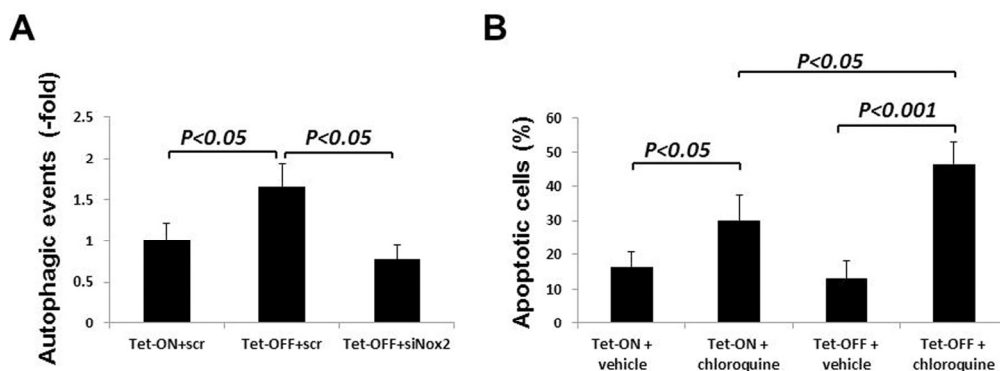 A
Autophagic events (-fold)
2.5
2
1.5
1
0.5
0
P<0.05
P<0.05
Tet-ON+scr
Tet-OFF+scr
Tet-OFF+siNox2
B
Apoptotic cells (%)
60
50
40
30
20
10
0
P<0.05
P<0.05
P<0.001
Tet-ON +
vehicle
Tet-ON +
chloroquine
Tet-OFF +
vehicle
Tet-OFF +
chloroquine